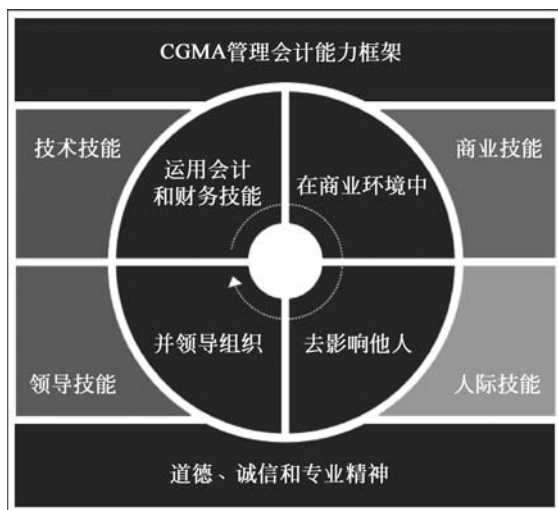 CGMA管理会计能力框架
技术技能
商业技能
运用会计
和财务技能
在商业环境中
并领导组织
去影响他人
领导技能
人际技能
道德、诚信和专业精神